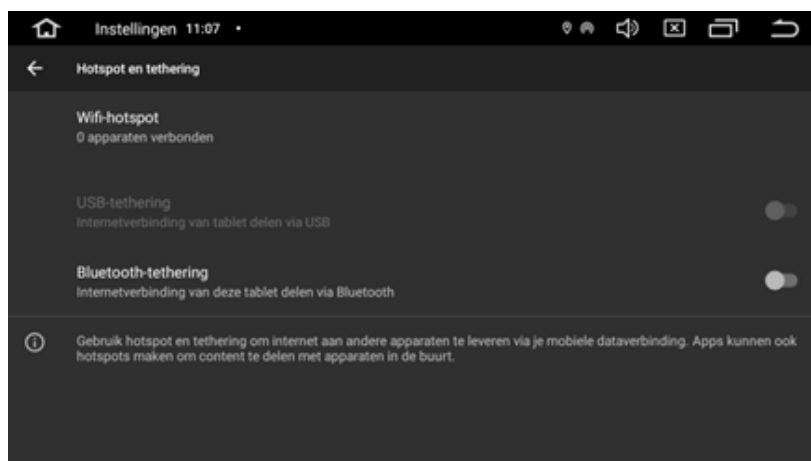 Instellingen 11:07
Hotspot en tethering
Wifi-hotspot
0 apparaten verbonden
USB-tethering
Internetverbinding van tablet delen via USB
Bluetooth-tethering
Internetverbinding van deze tablet delen via Bluetooth
Gebruik hotspot en tethering om internet aan andere apparaten te leveren via je mobiele dataverbinding. Apps kunnen ook
hotspots maken om content te delen met apparaten in de buurt.